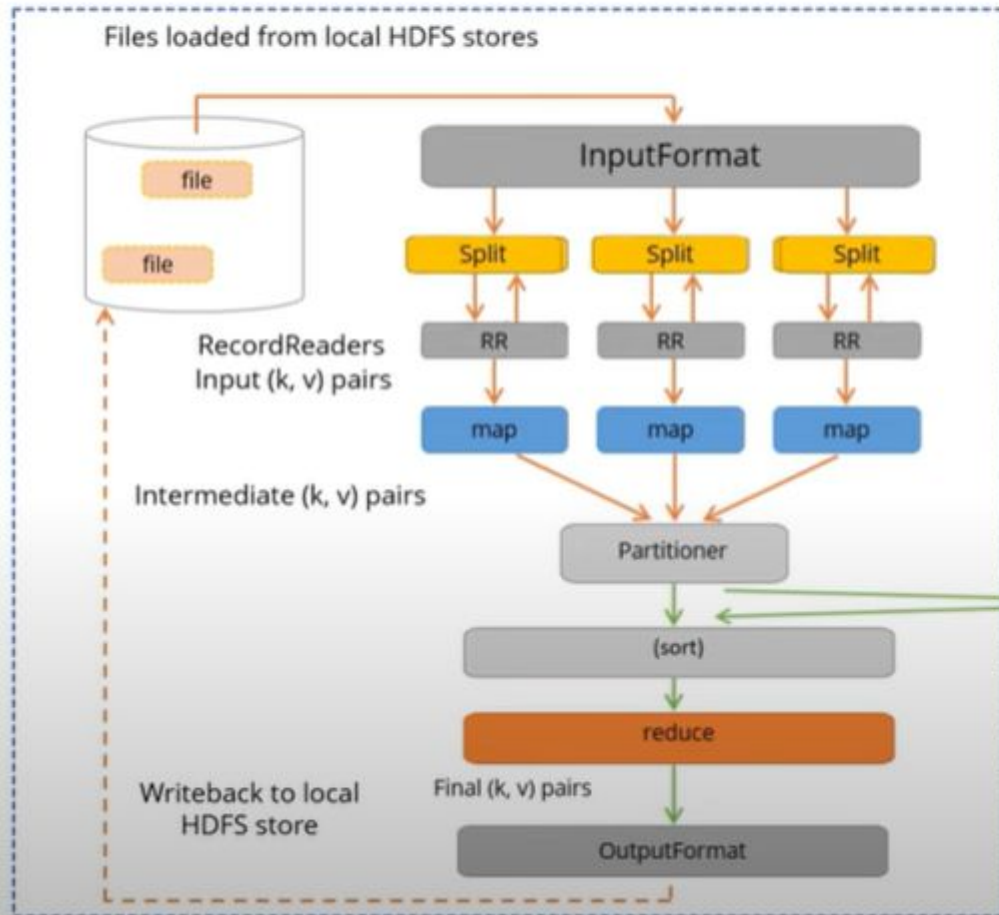 Files loaded from local HDFS stores
InputFormat
file
file
Split
Split
Split
RR
RR
RR
RecordReaders
Input (k, v) pairs
map
map
map
Intermediate (k, v) pairs
Partitioner
(sort)
reduce
Final (k, v) pairs
Writeback to local
HDFS store
OutputFormat